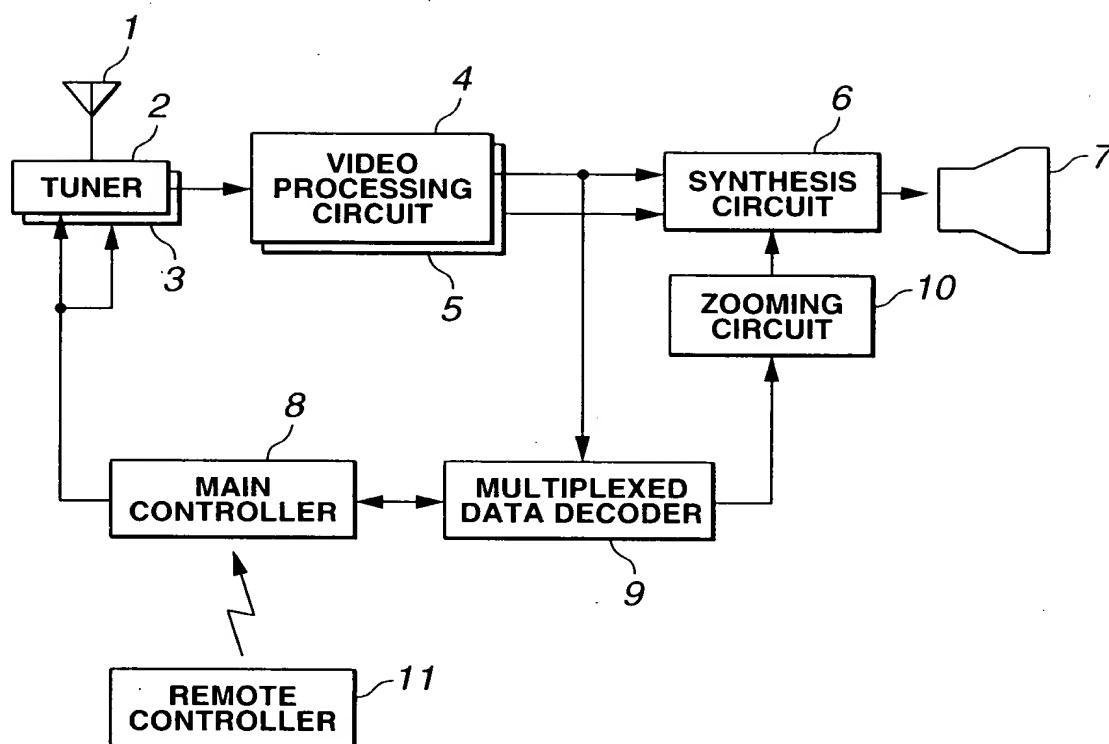 1
2
TUNER
3
4
VIDEO
PROCESSING
CIRCUIT
5
6
SYNTHESIS
CIRCUIT
7
ZOOMING
CIRCUIT
10
8
MAIN
CONTROLLER
MULTIPLEXED
DATA DECODER
9
REMOTE
CONTROLLER
11